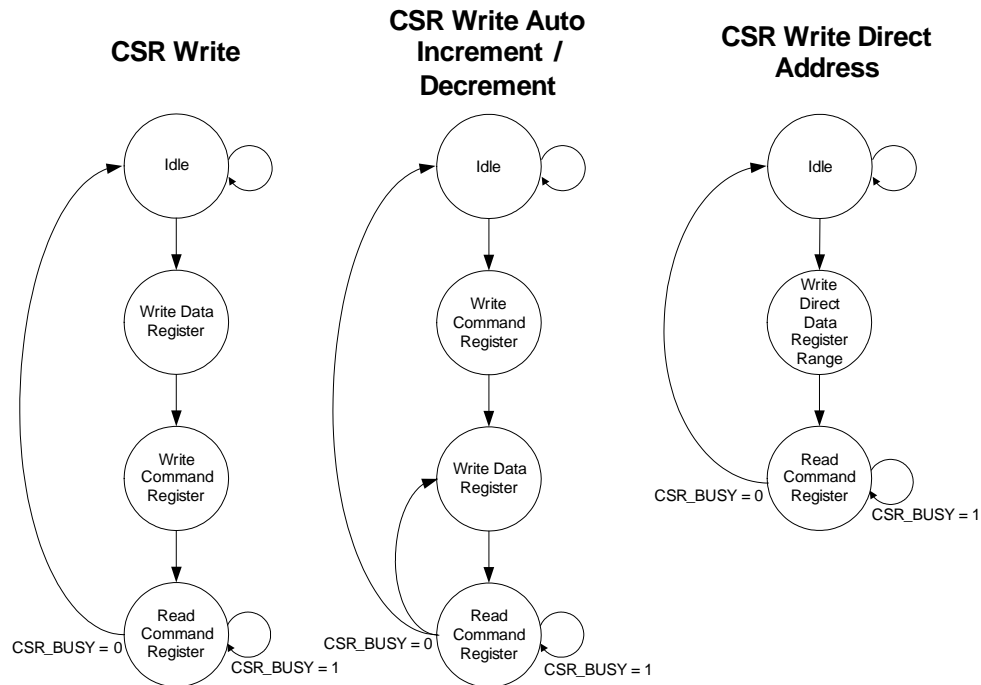 CSR Write
Idle
Write Data
Register
Write
Command
Register
Read
Command
Register
CSR_BUSY = 0
CSR_BUSY = 1
CSR Write Auto
Increment /
Decrement
Idle
Write
Command
Register
Write Data
Register
Read
Command
Register
CSR_BUSY = 0
CSR_BUSY = 1
CSR Write Direct
Address
Idle
Write
Direct
Data
Register
Range
Read
Command
Register
CSR_BUSY = 0
CSR_BUSY = 1